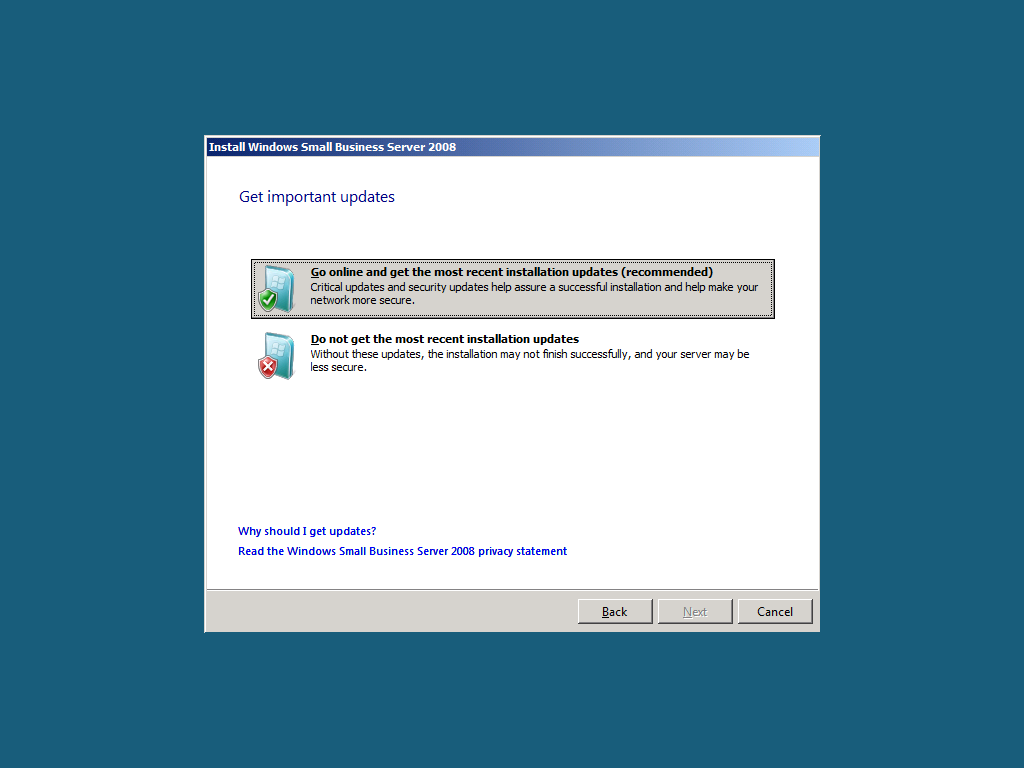 Install Windows Small Business Server 2008
Get important updates
Go online and get the most recent installation updates (recommended)
Critical updates and security updates help assure a successful installation and help make your
network more secure.
Do not get the most recent installation updates
Without these updates, the installation may not finish successfully, and your server may be
less secure.
Why should I get updates?
Read the Windows Small Business Server 2008 privacy statement
Back Next Cancel